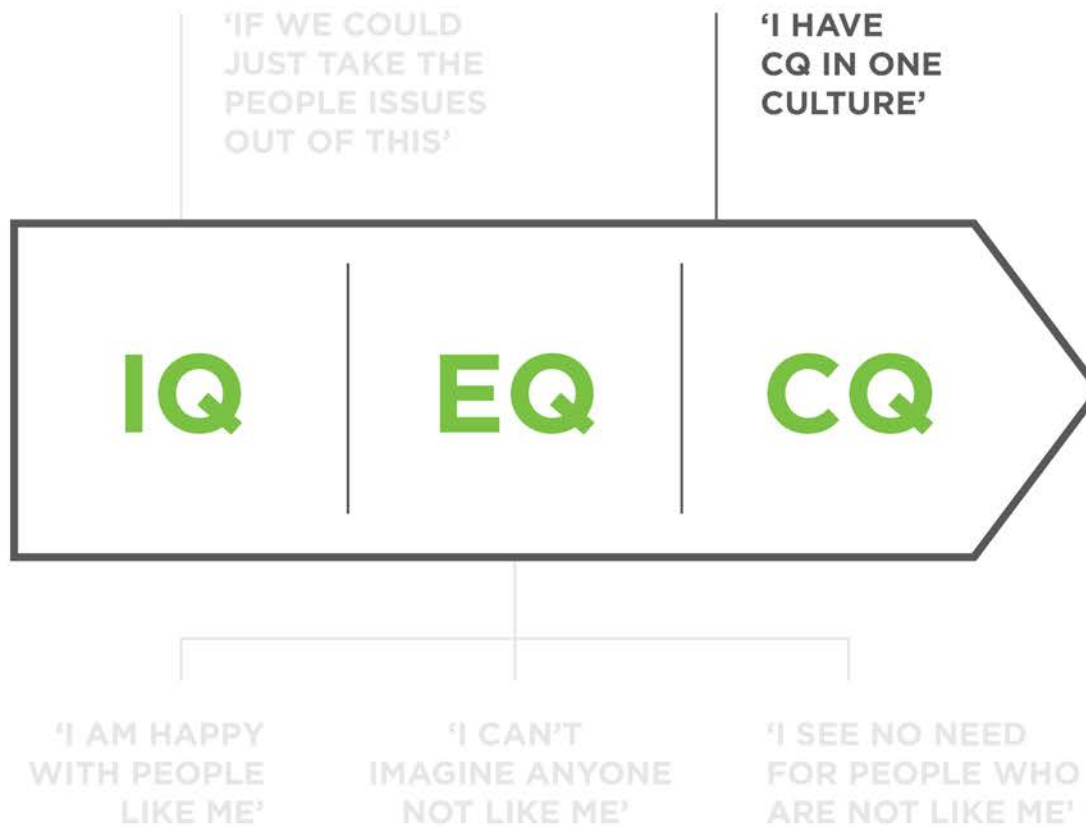 ‘IF WE COULD
JUST TAKE THE
PEOPLE ISSUES
OUT OF THIS’
‘I HAVE
CQ IN ONE
CULTURE’
IQ
EQ
CQ
‘I AM HAPPY
WITH PEOPLE
LIKE ME’
‘I CAN’T
IMAGINE ANYONE
NOT LIKE ME’
‘I SEE NO NEED
FOR PEOPLE WHO
ARE NOT LIKE ME’